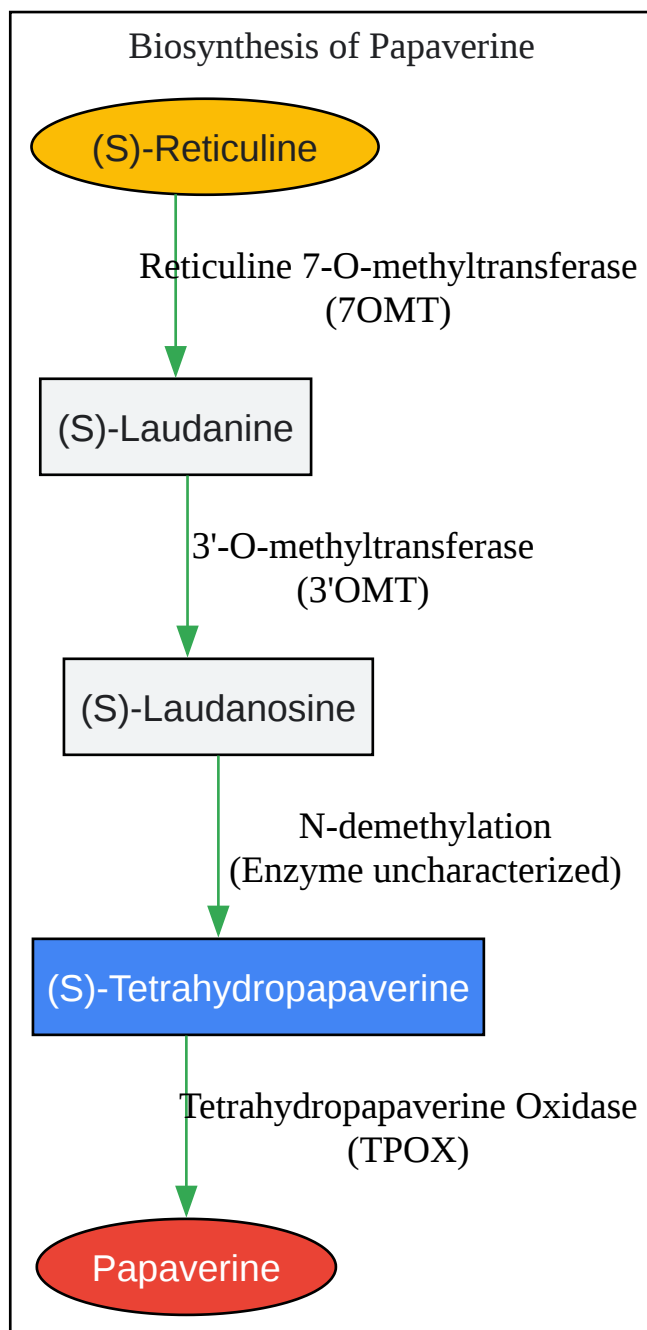 Biosynthesis of Papaverine
(S)-Reticuline
Reticuline 7-O-methyltransferase
(7OMT)
(S)-Laudanine
3'-O-methyltransferase
(3'OMT)
(S)-Laudanosine
N-demethylation
(Enzyme uncharacterized)
(S)-Tetrahydropapaverine
Tetrahydropapaverine Oxidase
(TPOX)
Papaverine